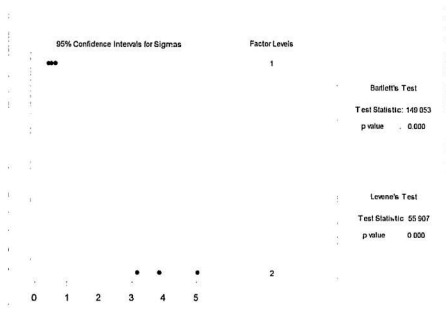 95% Confidence Intervals for Sigmas
Factor Levels
1
Bartlett's Test
Test Statistic: 149 053
p value : 0.000
Levene's Test
Test Statistic 55 907
p value 0 000
2
0 1 2 3 4 5